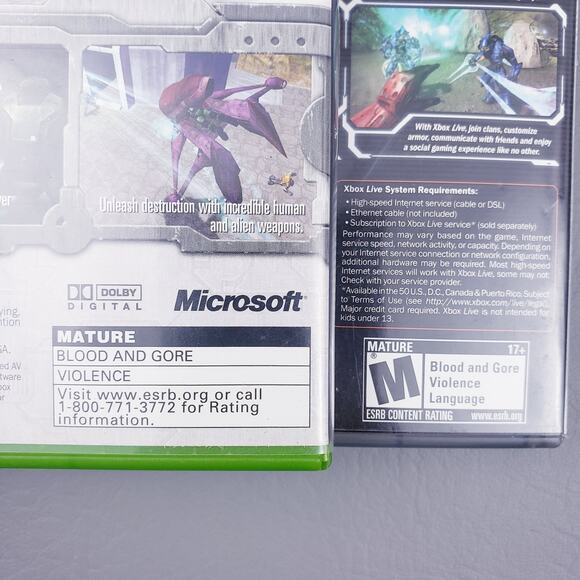 Unleash destruction with incredible human
and alien weapons.
DOLBY
DIGITAL
Microsoft
MATURE
BLOOD AND GORE
VIOLENCE
Visit www.esrb.org or call
1-800-771-3772 for Rating
information.
With Xbox Live, join clans, customize
armor, communicate with friends and enjoy
a social gaming experience like no other.
Xbox Live System Requirements:
• High-speed Internet service (cable or DSL)
• Ethernet cable (not included)
• Subscription to Xbox Live service* (sold separately)
Performance may vary based on the game, Internet
service speed, network activity, or capacity. Depending on
your Internet service connection or network configuration,
additional hardware may be required. Most high-speed
Internet services will work with Xbox Live, some may not.
Check with your service provider.
*Available in the 50 U.S., D.C., Canada & Puerto Rico. Subject
to Terms of Use (see http://www.xbox.com/live/legal).
Major credit card required. Xbox Live is not intended for
kids under 13.
MATURE 17+
M®
Blood and Gore
Violence
Language
ESRB CONTENT RATING www.esrb.org